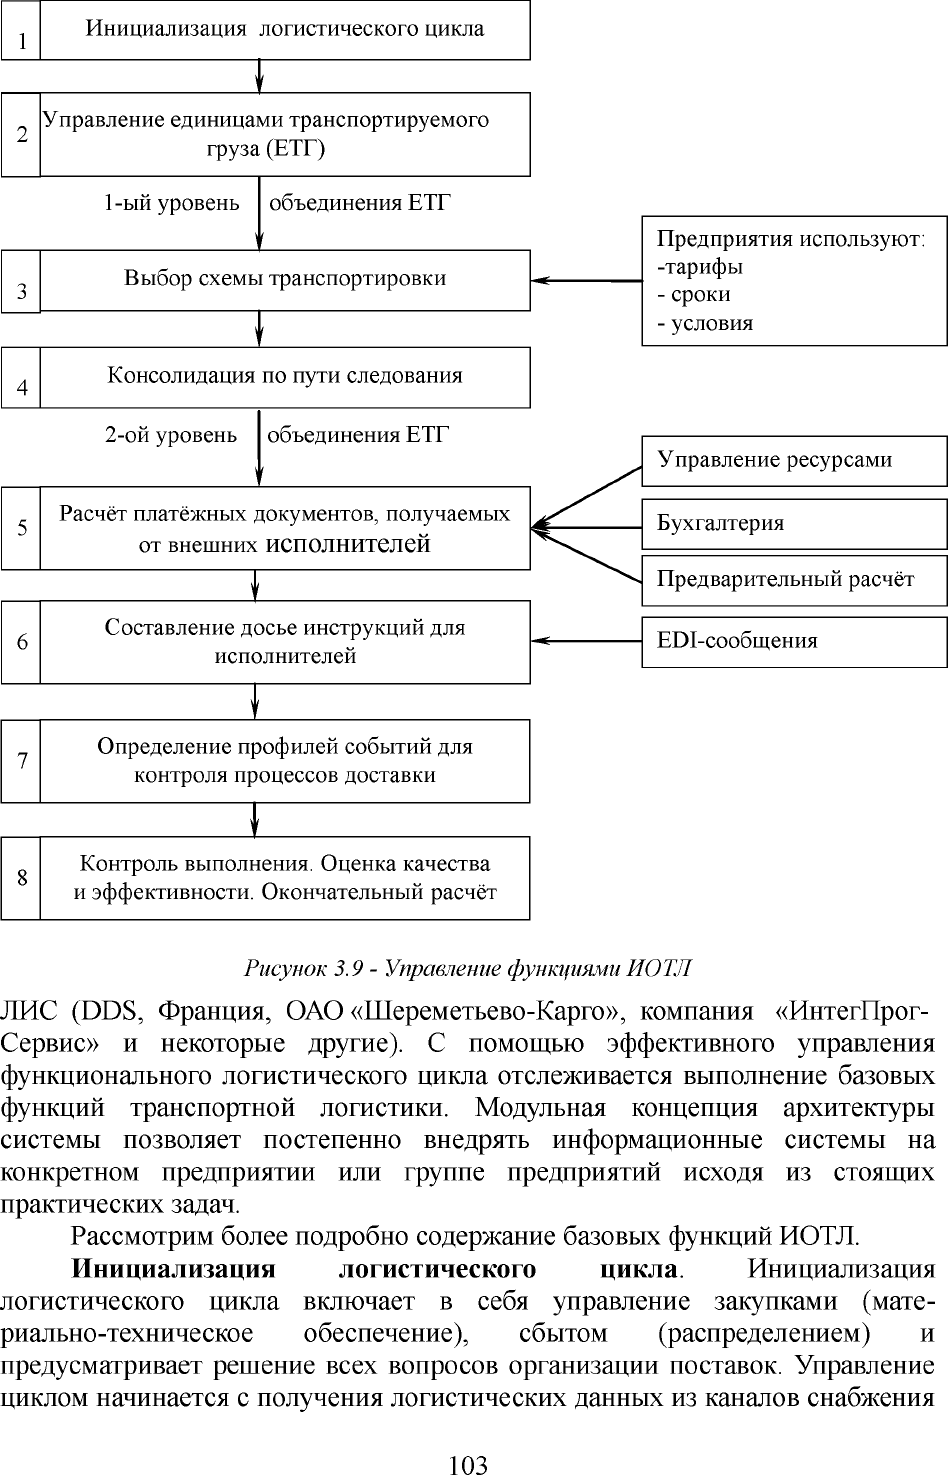 1
Инициализация логистического цикла
2
Управление единицами транспортируемого
груза (ЕТГ)
1-ый уровень объединения ЕТГ
3
Выбор схемы транспортировки
Предприятия используют:
-тарифы
- сроки
- условия
4
Консолидация по пути следования
2-ой уровень объединения ЕТГ
5
Расчёт платёжных документов, получаемых
от внешних исполнителей
Управление ресурсами
Бухгалтерия
Предварительный расчёт
6
Составление досье инструкций для
исполнителей
EDI-сообщения
7
Определение профилей событий для
контроля процессов доставки
8
Контроль выполнения. Оценка качества
и эффективности. Окончательный расчёт
Рисунок 3.9 - Управление функциями ИОТЛ
ЛИС (DDS, Франция, ОАО «Шереметьево-Карго», компания «ИнтегПрог-
Сервис» и некоторые другие). С помощью эффективного управления
функционального логистического цикла отслеживается выполнение базовых
функций транспортной логистики. Модульная концепция архитектуры
системы позволяет постепенно внедрять информационные системы на
конкретном предприятии или группе предприятий исходя из стоящих
практических задач.
Рассмотрим более подробно содержание базовых функций ИОТЛ.
Инициализация логистического цикла. Инициализация
логистического цикла включает в себя управление закупками (мате-
риально-техническое обеспечение), сбытом (распределением) и
предусматривает решение всех вопросов организации поставок. Управление
циклом начинается с получения логистических данных из каналов снабжения
103